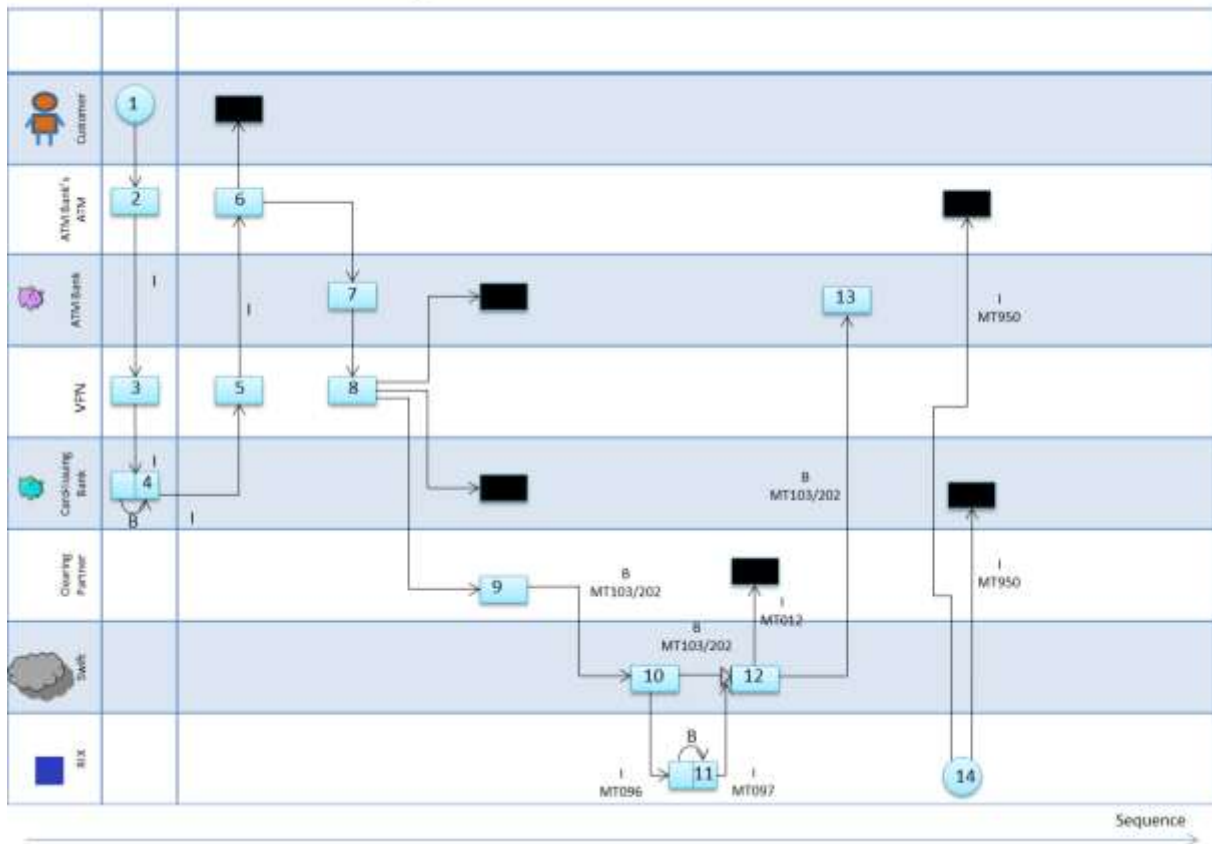 Customer
1
ATM Bank's
ATM
2
6
I
I
ATM Bank
7
13
I
MT950
VPN
3
5
8
Card-Issuing
Bank
4
I
B
I
B
MT103/202
Clearing
Partner
9
B
MT103/202
I
MT012
I
MT950
Swift
B
MT103/202
10
12
RIX
B
11
I
MT096
I
MT097
14
Sequence